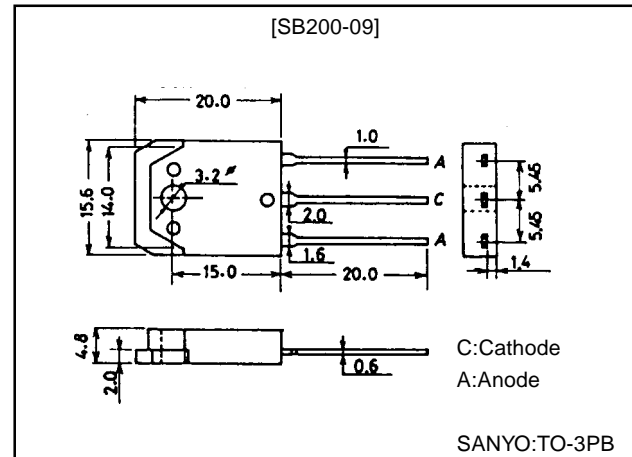 [SB200-09]
20.0
1.0
A
3.2 ø
C
15.6
14.0
2.0
5.45
5.45
A
1.6
15.0
20.0
1.4
4.8
2.0
0.6
C:Cathode
A:Anode
SANYO:TO-3PB